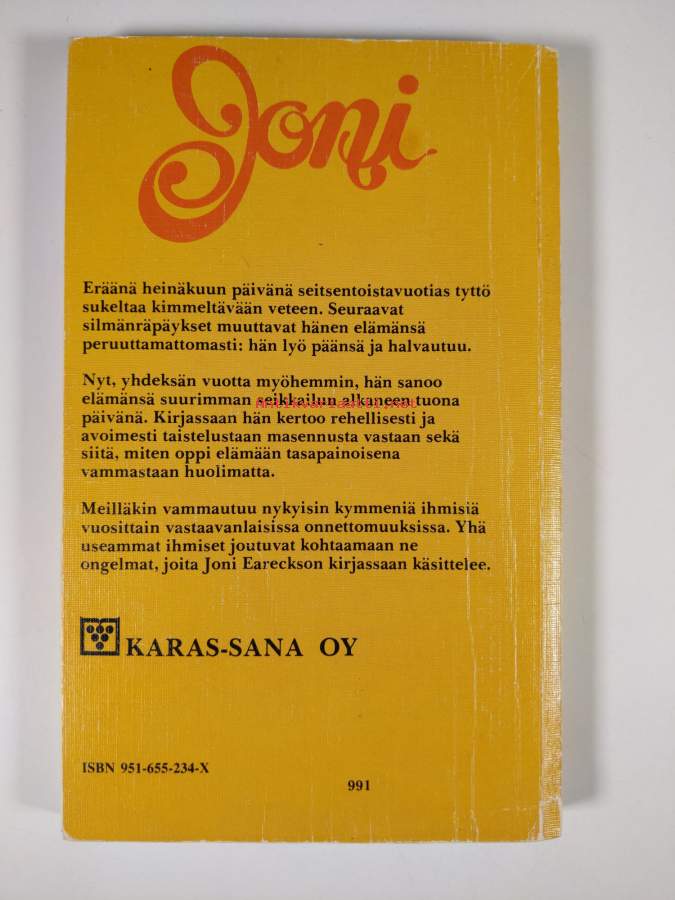 Joni
Eräänä heinäkuun päivänä seitsentoistavuotias tyttö
sukeltaa kimmeltävään veteen. Seuraavat
silmänräpäykset muuttavat hänen elämänsä
peruuttamattomasti: hän lyö päänsä ja halvautuu.
Nyt, yhdeksän vuotta myöhemmin, hän sanoo
elämänsä suurimman seikkailun alkaneen tuona
Antikvariaatti.net
päivänä. Kirjassaan hän kertoo rehellisesti ja
avoimesti taistelustaan masennusta vastaan sekä
siitä, miten oppi elämään tasapainoisena
vammastaan huolimatta.
Meilläkin vammautuu nykyisin kymmeniä ihmisiä
vuosittain vastaavanlaisissa onnettomuuksissa. Yhä
useammat ihmiset joutuvat kohtaamaan ne
ongelmat, joita Joni Eareckson kirjassaan käsittelee.
KARAS-SANA OY
ISBN 951-655-234-X
991